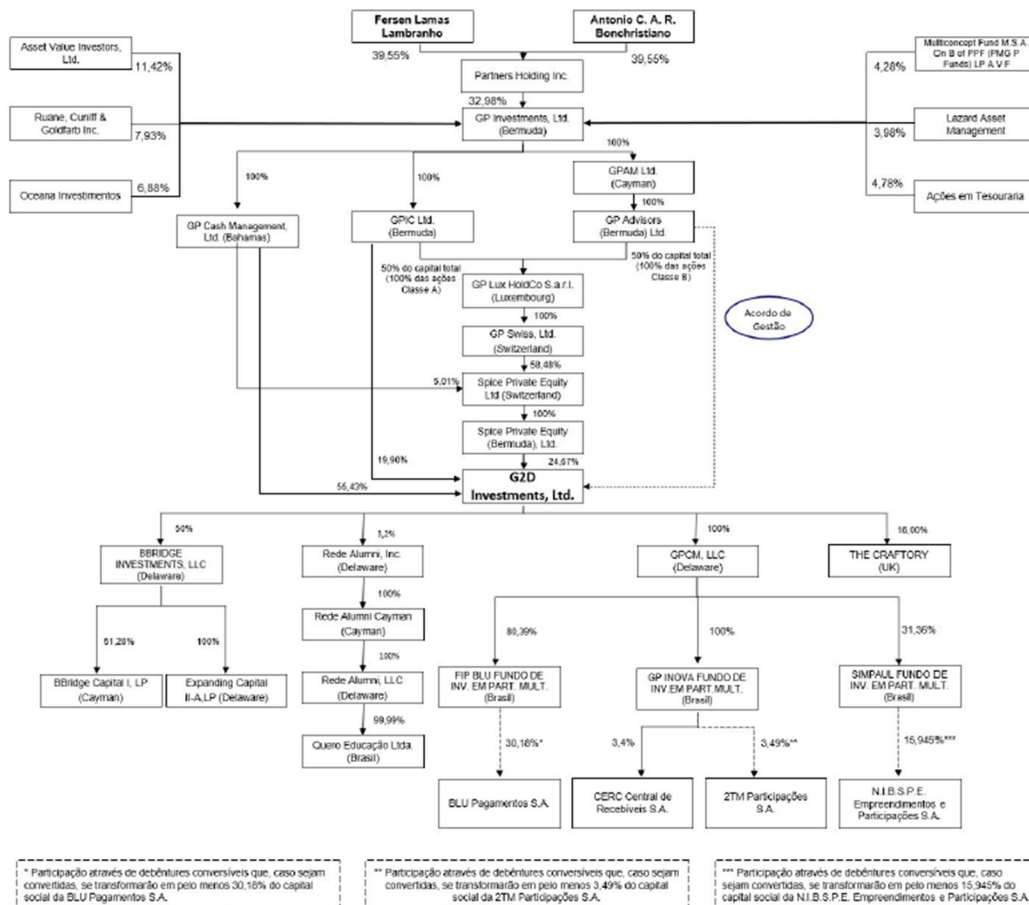 Fersen Lamas
Lambranho
Antonio C. A. R.
Bonchristiano
Asset Value Investors,
Ltd.
11,42%
39,55%
39,55%
Multiconcept Fund M.S.A.
On B of PPF (PMG P
Funds) LP A V F
4,28%
Partners Holding Inc.
32,98%
Ruane, Cuniff &
Goldfarb Inc.
7,93%
GP Investments, Ltd.
(Bermuda)
Lazard Asset
Management
3,98%
100%
Oceana Investimentos
6,88%
100%
100%
GPAM Ltd.
(Cayman)
4,78%
Ações em Tesouraria
100%
GP Cash Management,
Ltd. (Bahamas)
GPIC Ltd.
(Bermuda)
GP Advisors
(Bermuda) Ltd.
50% do capital total
(100% das ações
Classe A)
50% do capital total
(100% das ações
Classe B)
GP Lux HoldCo S.a.r.l.
(Luxembourg)
100%
Acordo de
Gestão
GP Swiss, Ltd.
(Switzerland)
58,48%
5,01%
Spice Private Equity
Ltd (Switzerland)
100%
Spice Private Equity
(Bermuda), Ltd.
19,90%
24,67%
55,43%
G2D
Investments, Ltd.
50%
3,2%
100%
16,00%
BBRIDGE
INVESTMENTS, LLC
(Delaware)
Rede Alumni, Inc.
(Delaware)
GPCM, LLC
(Delaware)
THE CRAFTORY
(UK)
100%
Rede Alumni Cayman
(Cayman)
51,28%
100%
80,39%
100%
31,36%
100%
BBridge Capital I, LP
(Cayman)
Expanding Capital
II-A,LP (Delaware)
Rede Alumni, LLC
(Delaware)
FIP BLU FUNDO DE
INV. EM PART. MULT.
(Brasil)
GP INOVA FUNDO DE
INV.EM PART.MULT.
(Brasil)
SIMPAUL FUNDO DE
INV. EM PART. MULT.
(Brasil)
99,99%
Quero Educação Ltda.
(Brasil)
30,18%*
3,4%
3,49%**
15,945%***
BLU Pagamentos S.A.
CERC Central de
Recebíveis S.A.
2TM Participações
S.A.
N.I.B.S.P.E.
Empreendimentos e
Participações S.A.
* Participação através de debêntures conversíveis que, caso sejam
convertidas, se transformarão em pelo menos 30,18% do capital
social da BLU Pagamentos S.A.
** Participação através de debêntures conversíveis que, caso sejam
convertidas, se transformarão em pelo menos 3,49% do capital
social da 2TM Participações S.A.
*** Participação através de debêntures conversíveis que, caso
sejam convertidas, se transformarão em pelo menos 15,945% do
capital social da N.I.B.S.P.E. Empreendimentos e Participações S.A.